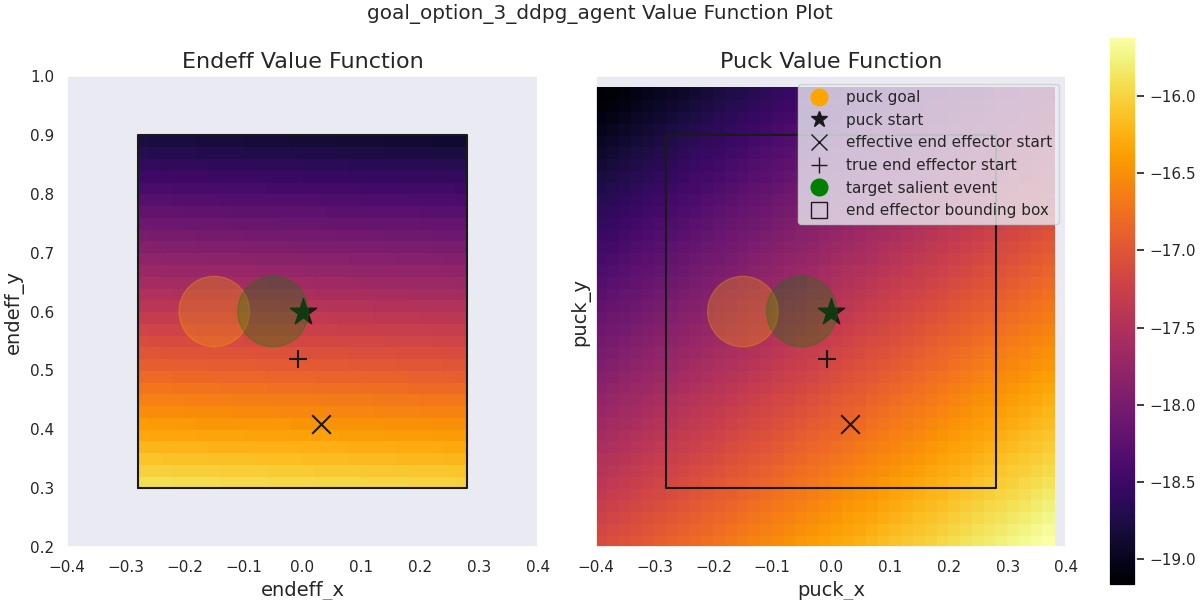 goal_option_3_ddpg_agent Value Function Plot
Endeff Value Function
1.0
0.9
0.8
0.7
0.6
0.5
0.4
0.3
0.2
endeff_y
−0.4 −0.3 −0.2 −0.1 0.0 0.1 0.2 0.3 0.4
endeff_x
Puck Value Function
puck goal
puck start
effective end effector start
true end effector start
target salient event
end effector bounding box
puck_y
−0.4 −0.3 −0.2 −0.1 0.0 0.1 0.2 0.3 0.4
puck_x
−16.0
−16.5
−17.0
−17.5
−18.0
−18.5
−19.0